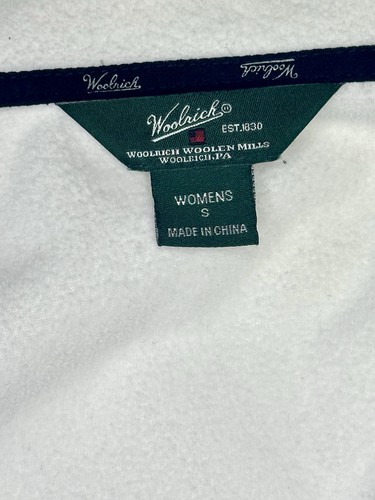 Woolrich Woolrich
Woolrich®
EST.1830
WOOLRICH WOOLEN MILLS
WOOLRICH, PA
WOMENS
S
MADE IN CHINA